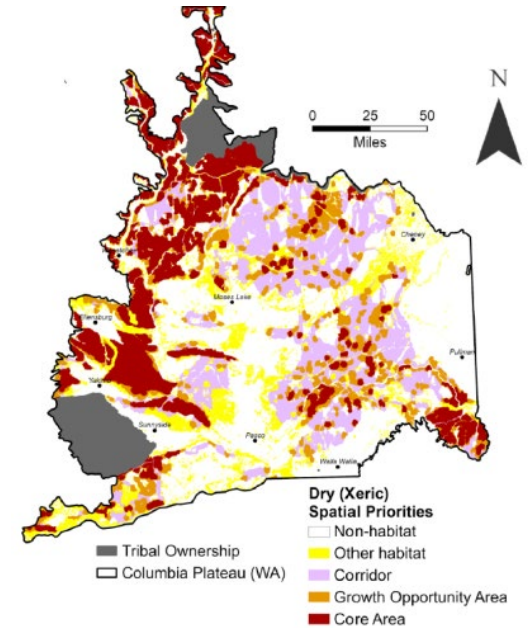 N
0 25 50
Miles
Cheney
Moses Lake
Ellensburg
Pullman
Sunnyside
Pasco
Walla Walla
Dry (Xeric)
Spatial Priorities
Non-habitat
Other habitat
Corridor
Growth Opportunity Area
Core Area
Tribal Ownership
Columbia Plateau (WA)